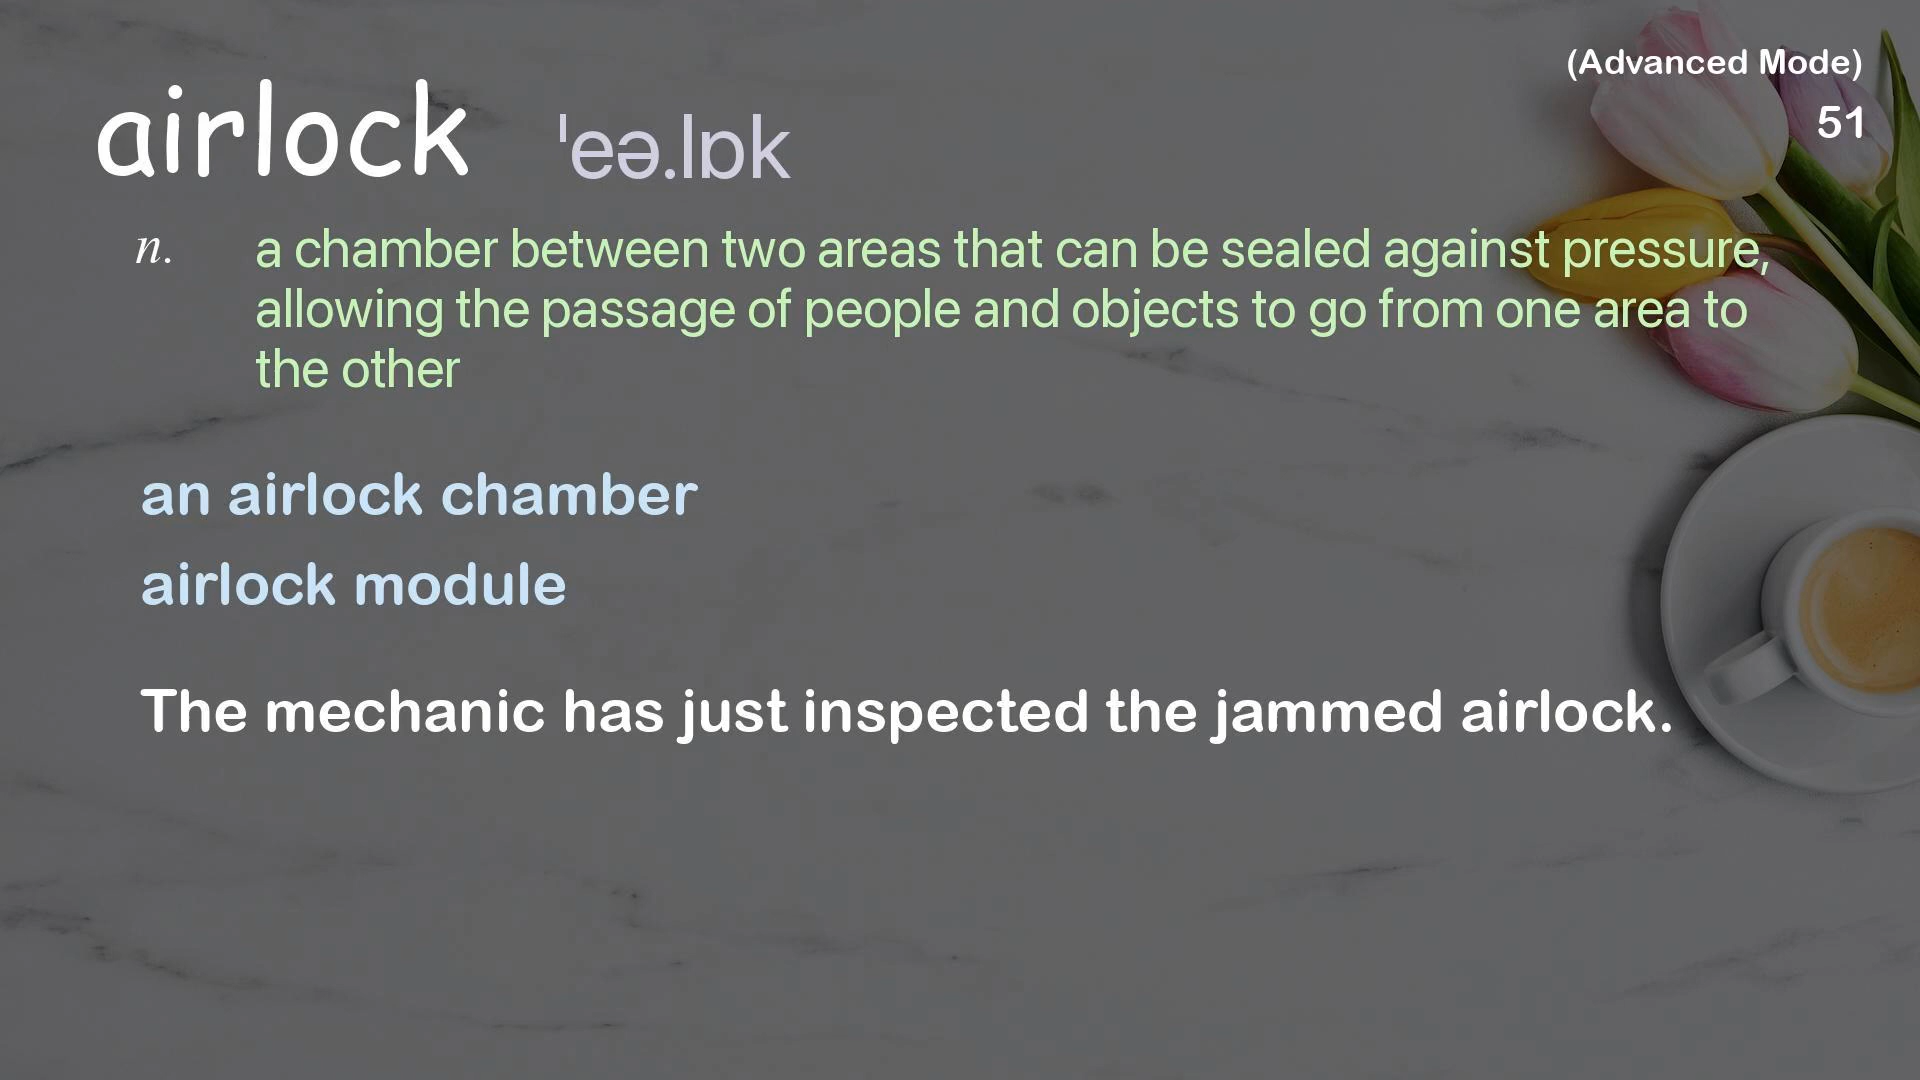 (Advanced Mode)
51
airlock ˈeə.lɒk
n. a chamber between two areas that can be sealed against pressure,
allowing the passage of people and objects to go from one area to
the other
an airlock chamber
airlock module
The mechanic has just inspected the jammed airlock.